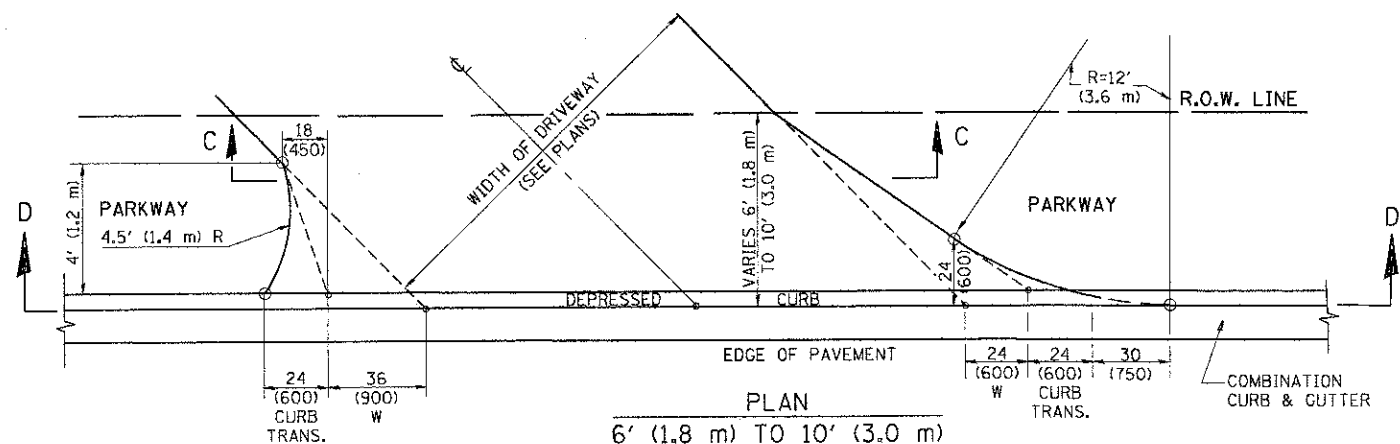 R=12'
(3.6 m)
R.O.W. LINE
℄
WIDTH OF DRIVEWAY
(SEE PLANS)
C
18
(450)
C
D
4' (1.2 m)
PARKWAY
4.5' (1.4 m) R
VARIES 6' (1.8 m)
TO 10' (3.0 m)
PARKWAY
D
24
(600)
DEPRESSED CURB
EDGE OF PAVEMENT
24
(600)
CURB
TRANS.
36
(900)
W
24
(600)
W
24
(600)
CURB
TRANS.
30
(750)
COMBINATION
CURB & GUTTER
PLAN
6' (1.8 m) TO 10' (3.0 m)